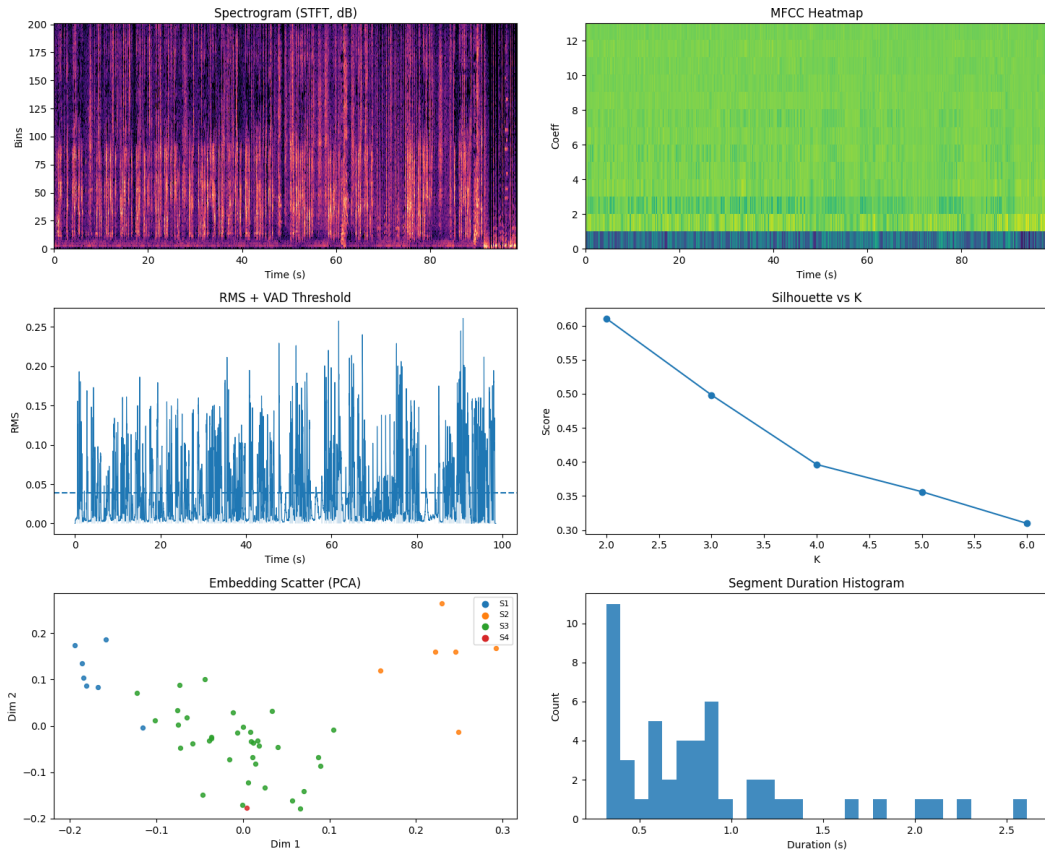 Spectrogram (STFT, dB)
200
175
150
125
100
75
50
25
0
Bins
0 20 40 60 80
Time (s)
MFCC Heatmap
12
10
8
6
4
2
0
Coeff
0 20 40 60 80
Time (s)
RMS + VAD Threshold
0.25
0.20
0.15
0.10
0.05
0.00
RMS
0 20 40 60 80 100
Time (s)
Silhouette vs K
0.60
0.55
0.50
0.45
0.40
0.35
0.30
Score
2.0 2.5 3.0 3.5 4.0 4.5 5.0 5.5 6.0
K
Embedding Scatter (PCA)
S1
S2
S3
S4
0.2
0.1
0.0
−0.1
−0.2
Dim 2
−0.2 −0.1 0.0 0.1 0.2 0.3
Dim 1
Segment Duration Histogram
10
8
6
4
2
0
Count
0.5 1.0 1.5 2.0 2.5
Duration (s)